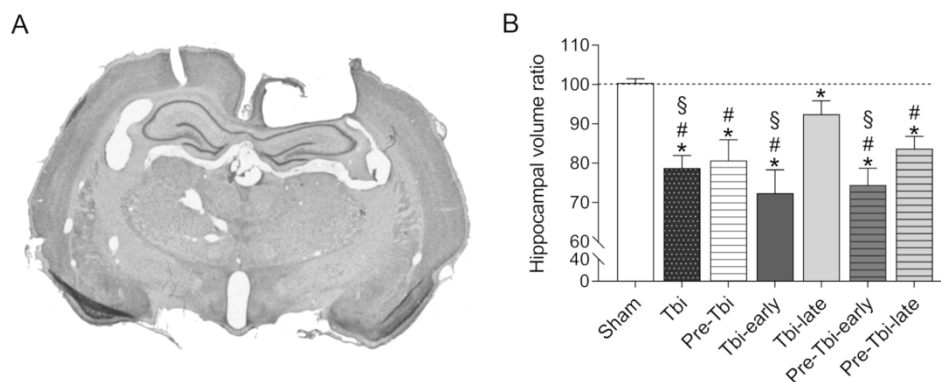 A
B
Hippocampal volume ratio
110
100
90
80
70
60
40
0
§
#
*
#
*
§
#
*
*
§
#
*
#
*
Sham
Tbi
Pre-Tbi
Tbi-early
Tbi-late
Pre-Tbi-early
Pre-Tbi-late